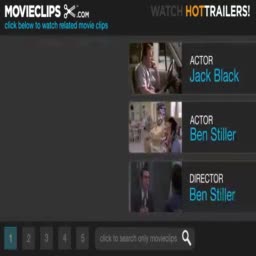 MOVIECLIPS .COM
WATCH HOTTRAILERS!
click below to watch related movie clips
ACTOR
Jack Black
ACTOR
Ben Stiller
DIRECTOR
Ben Stiller
1 2 3 4 5 click to search only movieclips